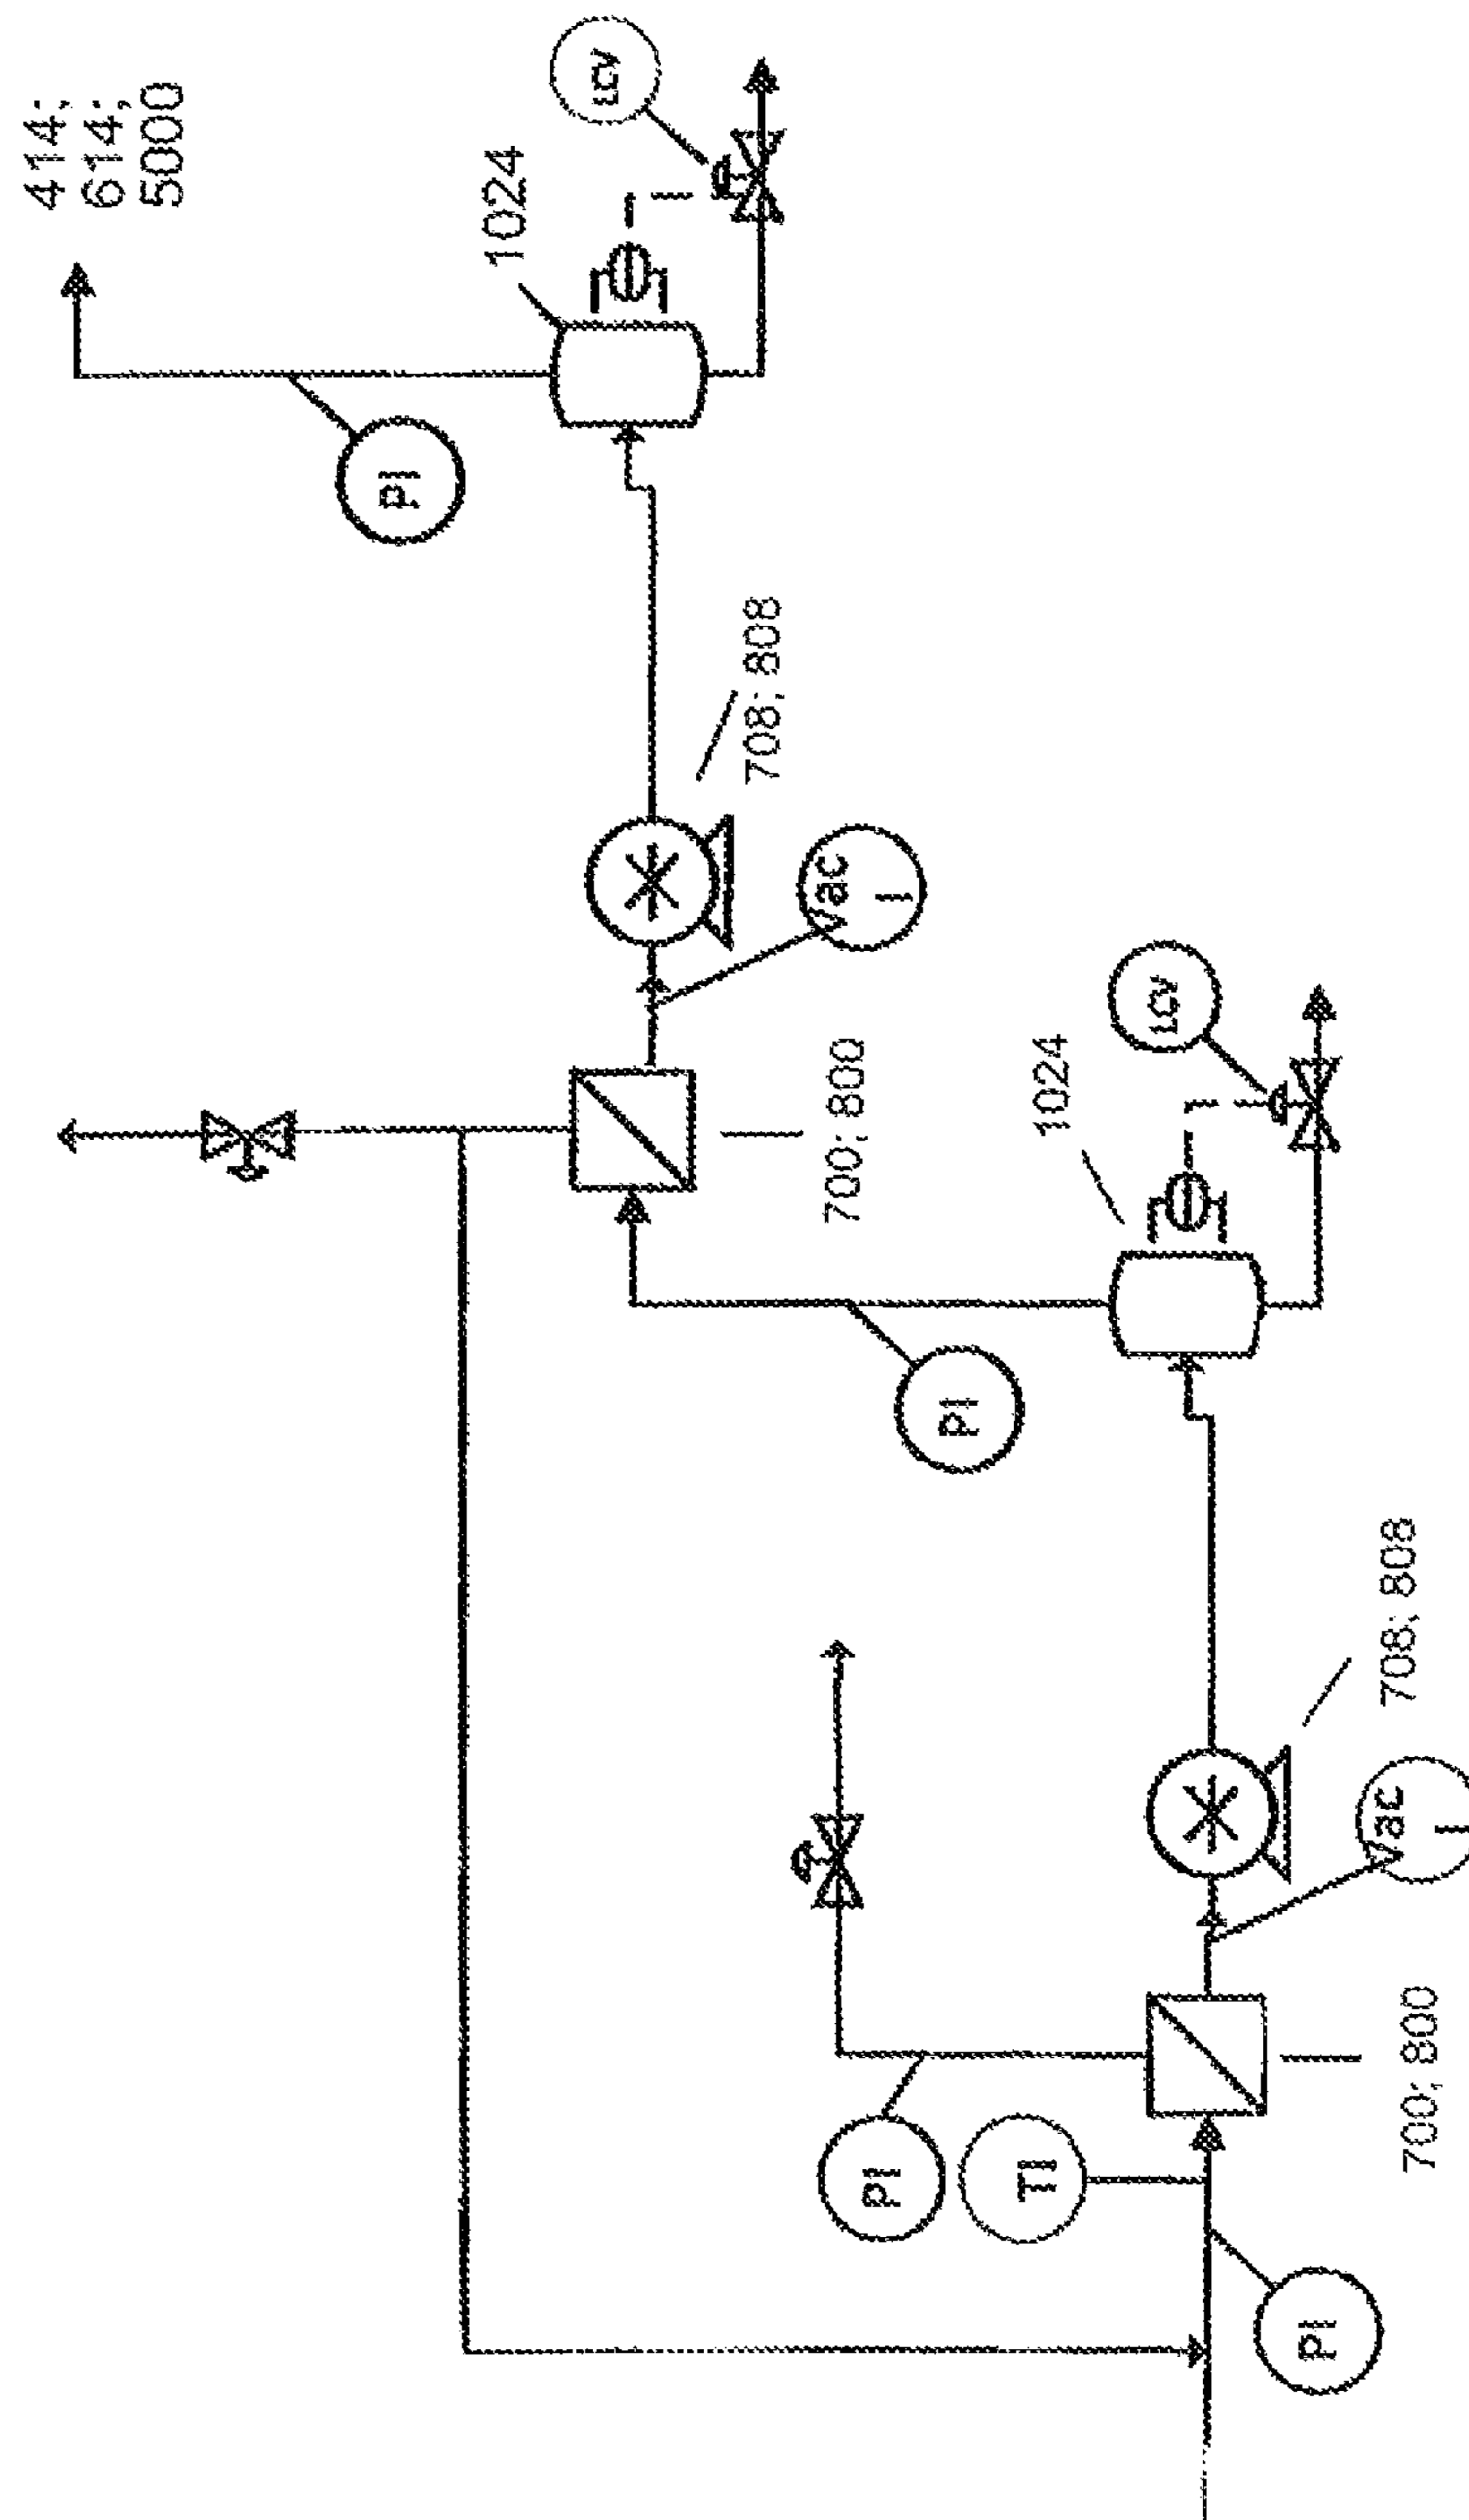 414;
614;
5000
LCV
1024
PI
708; 808
Vac
I
700; 800
LCV
1024
PI
708; 808
Vac
I
700; 800
PI
TI
PI